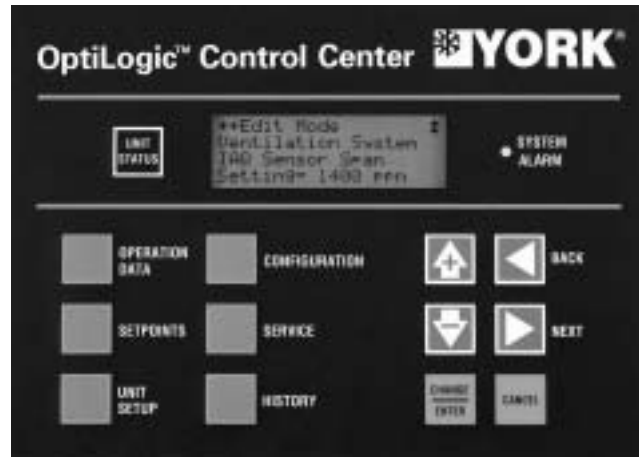 OptiLogic™ Control Center YORK®
UNIT
STATUS
++Edit Mode
Ventilation System
IAQ Sensor Span
Setting= 1400 ppm
SYSTEM
ALARM
OPERATION
DATA
CONFIGURATION
BACK
SETPOINTS
SERVICE
NEXT
UNIT
SETUP
HISTORY
CHANGE
ENTER
CANCEL